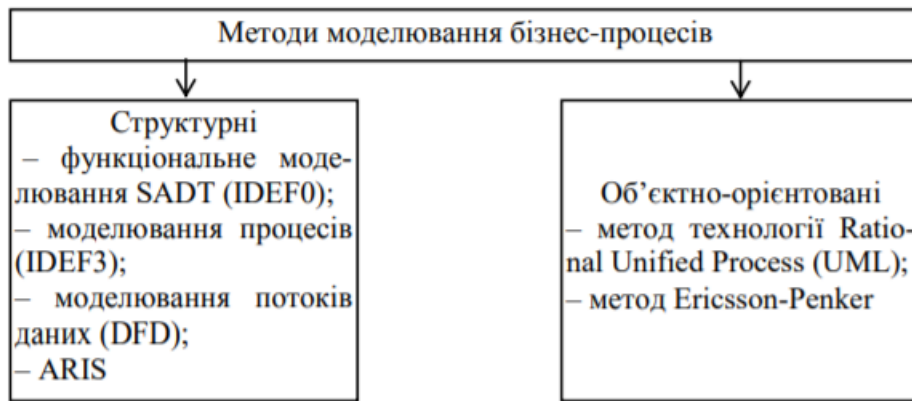 Методи моделювання бізнес-процесів
Структурні
– функціональне моде-
лювання SADT (IDEF0);
– моделювання процесів
(IDEF3);
– моделювання потоків
даних (DFD);
– ARIS
Об’єктно-орієнтовані
– метод технології Ratio-
nal Unified Process (UML);
– метод Ericsson-Penker